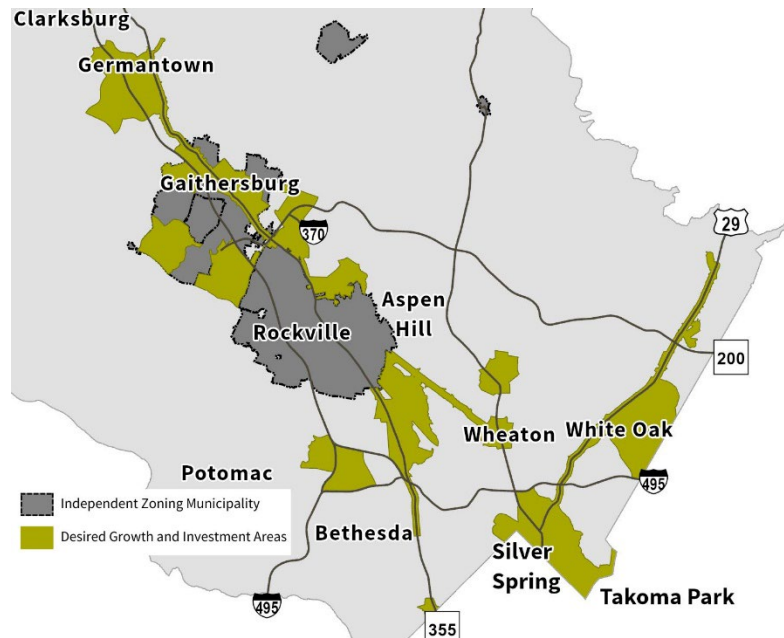 Clarksburg
Germantown
Gaithersburg
370
29
Aspen
Hill
Rockville
200
Wheaton
White Oak
Potomac
495
Independent Zoning Municipality
Desired Growth and Investment Areas
Bethesda
Silver
Spring
Takoma Park
495
355